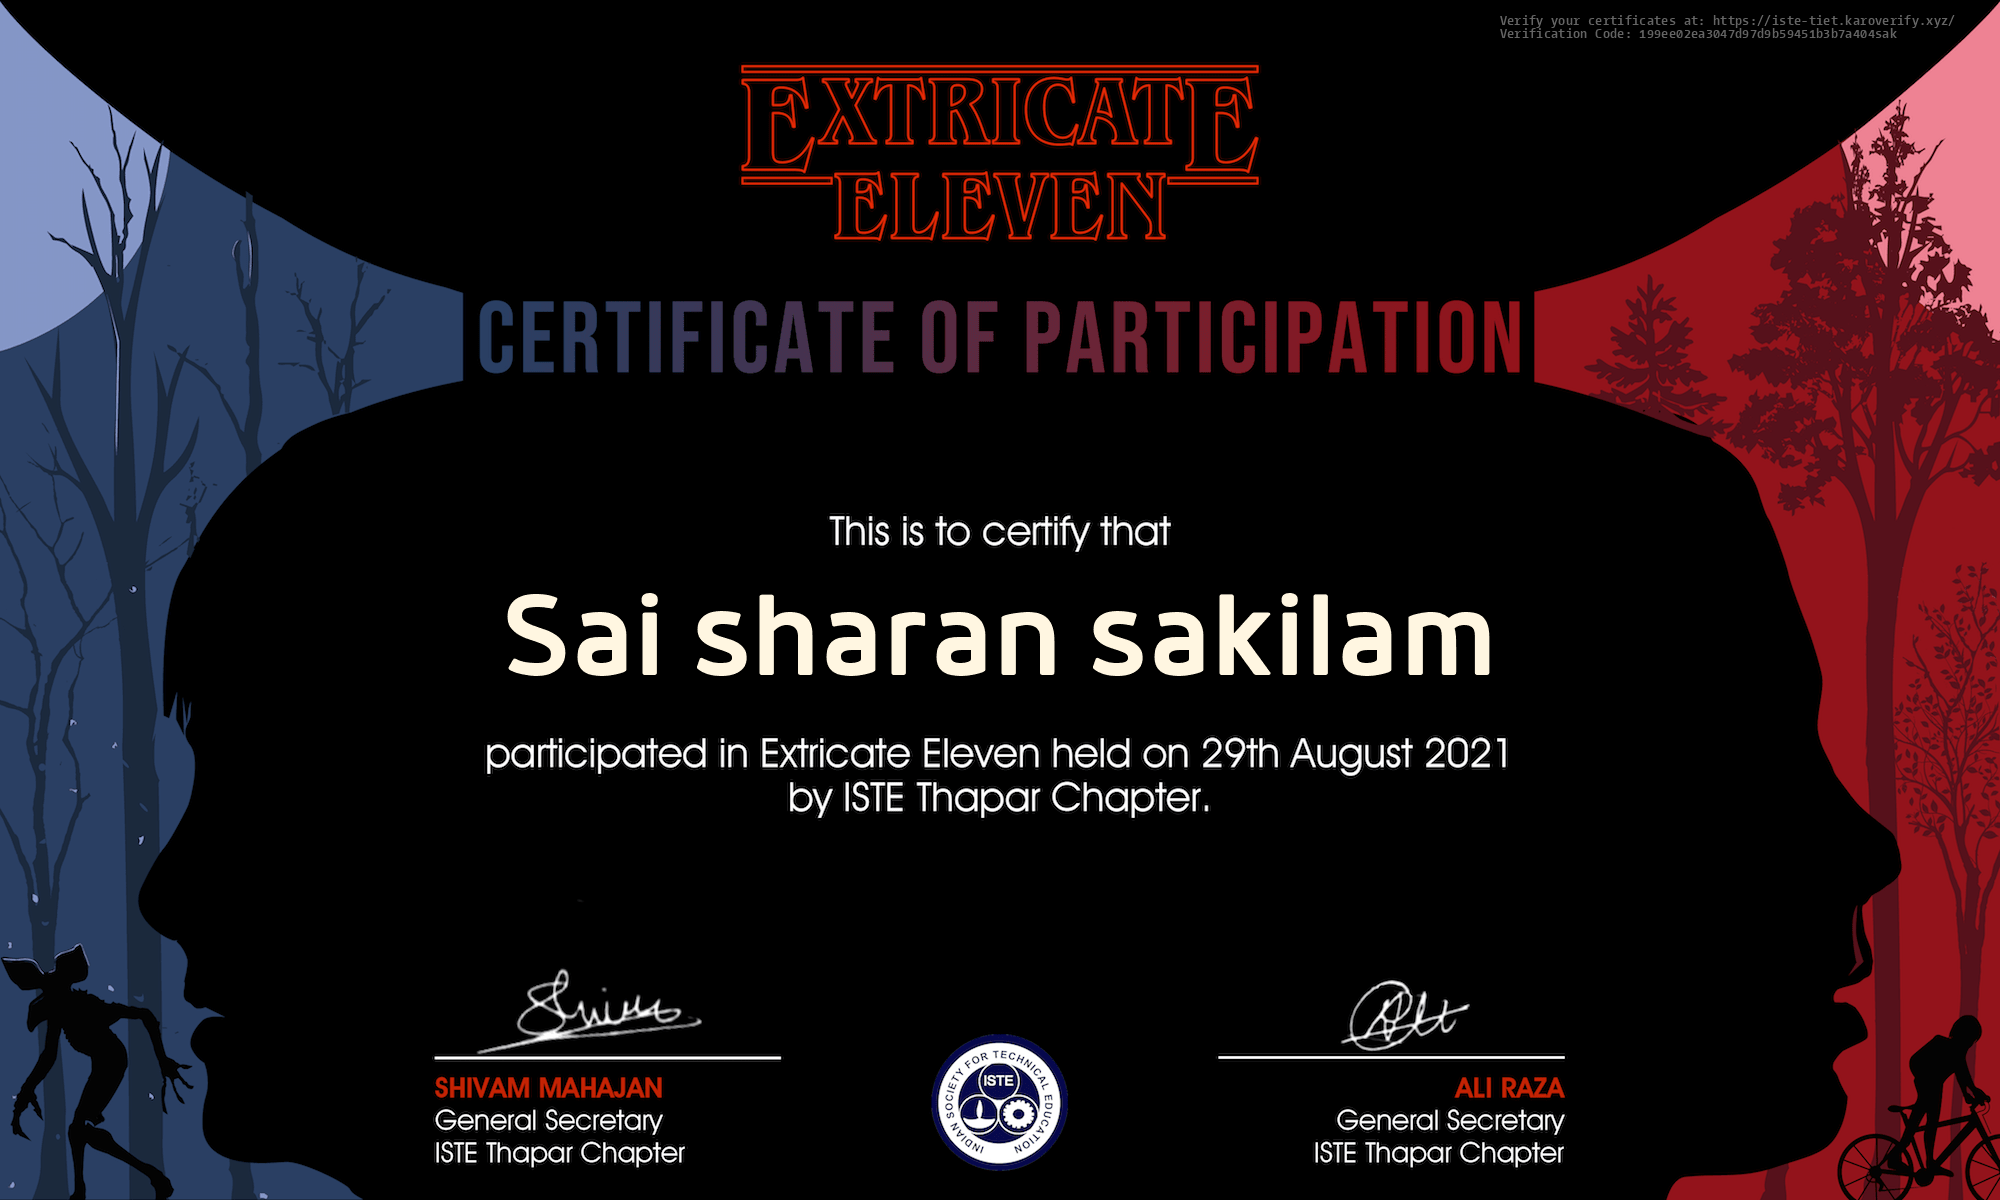 Verify your certificates at: https://iste-tiet.karoverify.xyz/
Verification Code: 199ee02ea3047d97d9b59451b3b7a404sak
EXTRICATE
ELEVEN
CERTIFICATE OF PARTICIPATION
This is to certify that
Sai sharan sakilam
participated in Extricate Eleven held on 29th August 2021
by ISTE Thapar Chapter.
SHIVAM MAHAJAN
General Secretary
ISTE Thapar Chapter
INDIAN SOCIETY FOR TECHNICAL EDUCATION
ISTE
ALI RAZA
General Secretary
ISTE Thapar Chapter